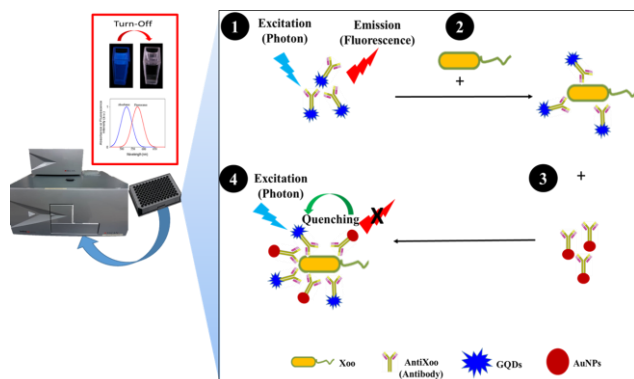 Turn-Off
1
Excitation
(Photon)
Emission
(Fluorescence)
2
+
3
+
4
Excitation
(Photon)
Quenching
X
Xoo
AntiXoo
(Antibody)
GQDs
AuNPs